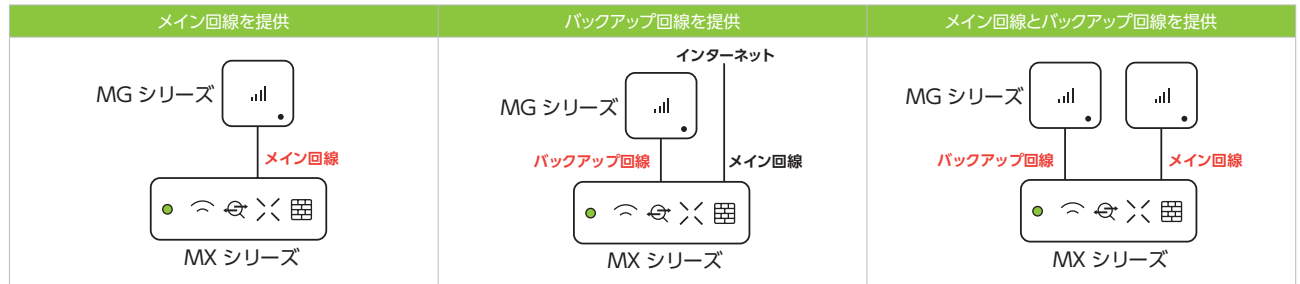 メイン回線を提供
バックアップ回線を提供
メイン回線とバックアップ回線を提供
MG シリーズ
メイン回線
MX シリーズ
インターネット
MG シリーズ
バックアップ回線
メイン回線
MX シリーズ
MG シリーズ
バックアップ回線
メイン回線
MX シリーズ